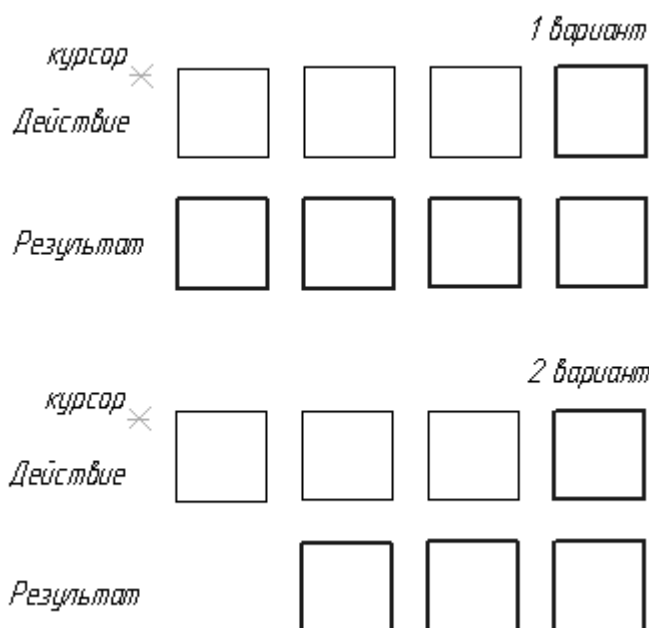 1 вариант
курсор
Действие
Результат
2 вариант
курсор
Действие
Результат